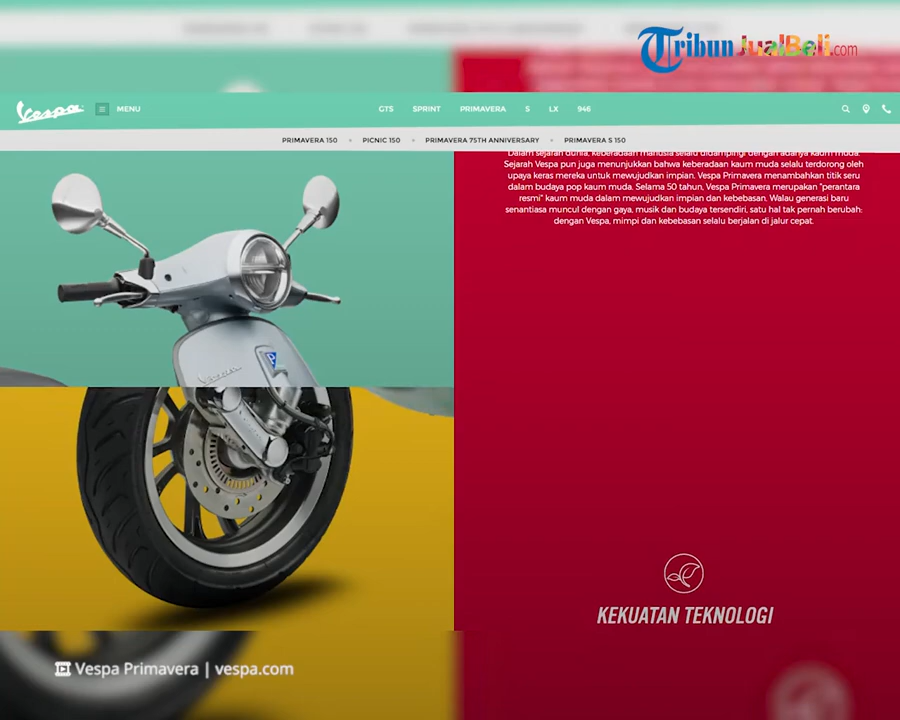 Tribun JualBeli.com
Vespa
MENU
GTS SPRINT PRIMAVERA S LX 946
PRIMAVERA 150 • PICNIC 150 • PRIMAVERA 75TH ANNIVERSARY • PRIMAVERA S 150
Dalam sejarah dunia, keberadaan manusia selalu didampingi dengan adanya kaum muda.
Sejarah Vespa pun juga menunjukkan bahwa keberadaan kaum muda selalu terdorong oleh
upaya keras mereka untuk mewujudkan impian. Vespa Primavera menambahkan titik seru
dalam budaya pop kaum muda. Selama 50 tahun, Vespa Primavera merupakan "perantara
resmi" kaum muda dalam mewujudkan impian dan kebebasan. Walau generasi baru
senantiasa muncul dengan gaya, musik dan budaya tersendiri, satu hal tak pernah berubah:
dengan Vespa, mimpi dan kebebasan selalu berjalan di jalur cepat.
Vespa
KEKUATAN TEKNOLOGI
Vespa Primavera | vespa.com